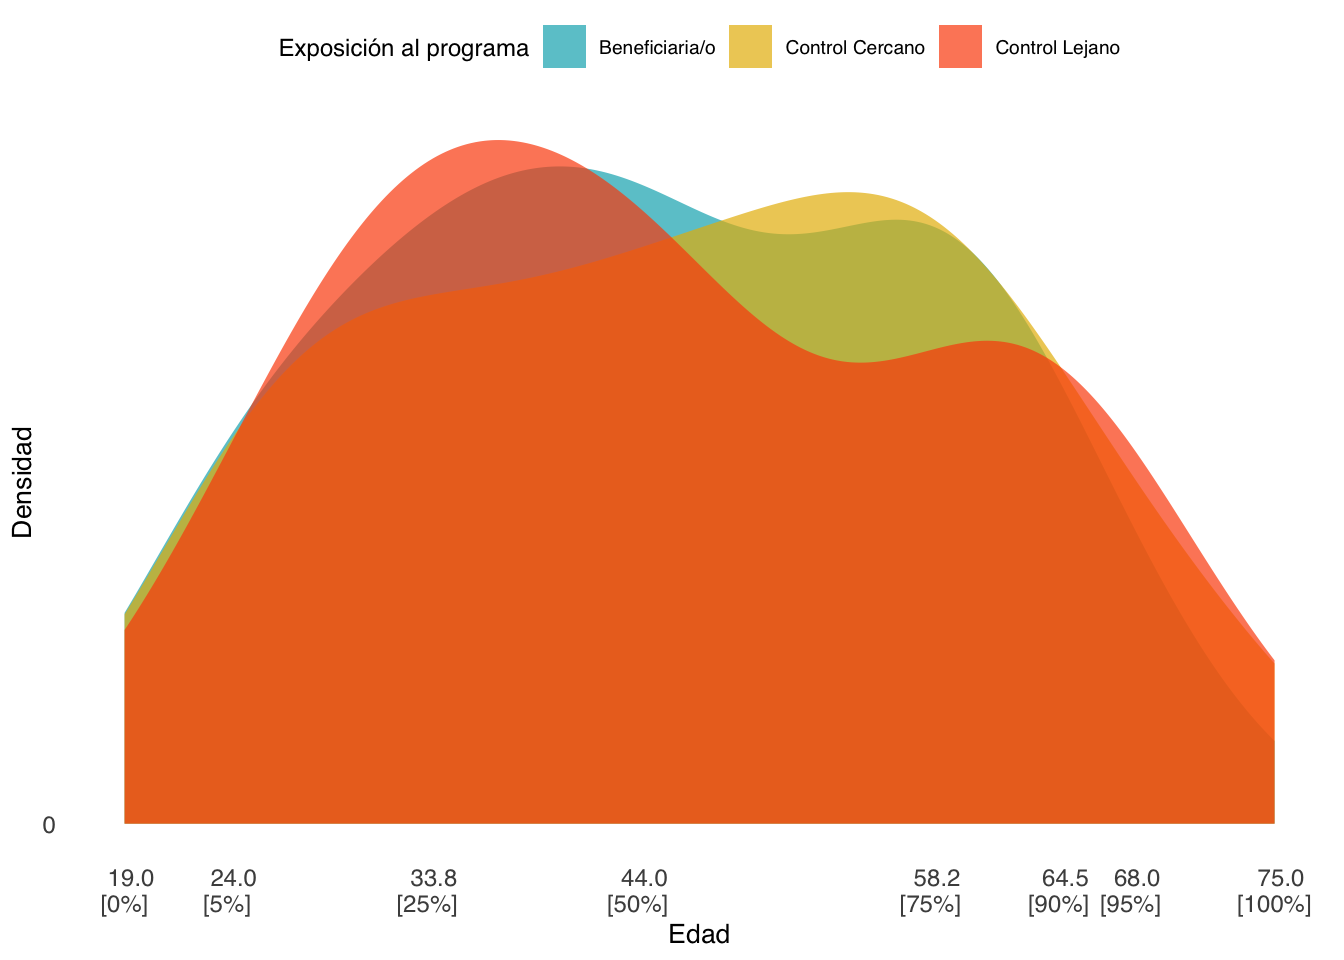 Exposición al programa Beneficiaria/o Control Cercano Control Lejano
Densidad
0
19.0 24.0 33.8 44.0 58.2 64.5 68.0 75.0
[0%] [5%] [25%] [50%] [75%] [90%] [95%] [100%]
Edad